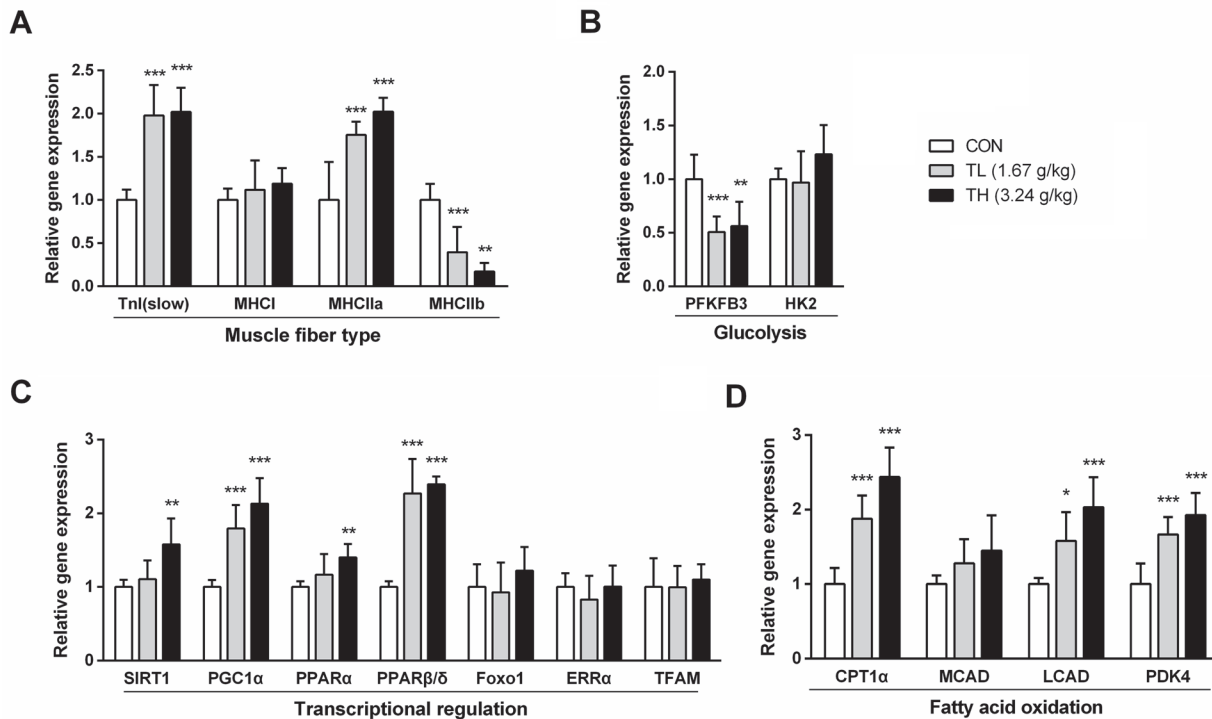 A
Relative gene expression
2.5
2.0
1.5
1.0
0.5
0.0
*** ***
*** ***
*** **
TnI(slow) MHCI MHCIIa MHCIIb
Muscle fiber type
B
Relative gene expression
2.0
1.5
1.0
0.5
0.0
*** **
PFKFB3 HK2
Glucolysis
CON
TL (1.67 g/kg)
TH (3.24 g/kg)
C
Relative gene expression
3
2
1
0
**
*** ***
**
*** ***
SIRT1 PGC1α PPARα PPARβ/δ Foxo1 ERRα TFAM
Transcriptional regulation
D
Relative gene expression
3
2
1
0
*** ***
* ***
*** ***
CPT1α MCAD LCAD PDK4
Fatty acid oxidation